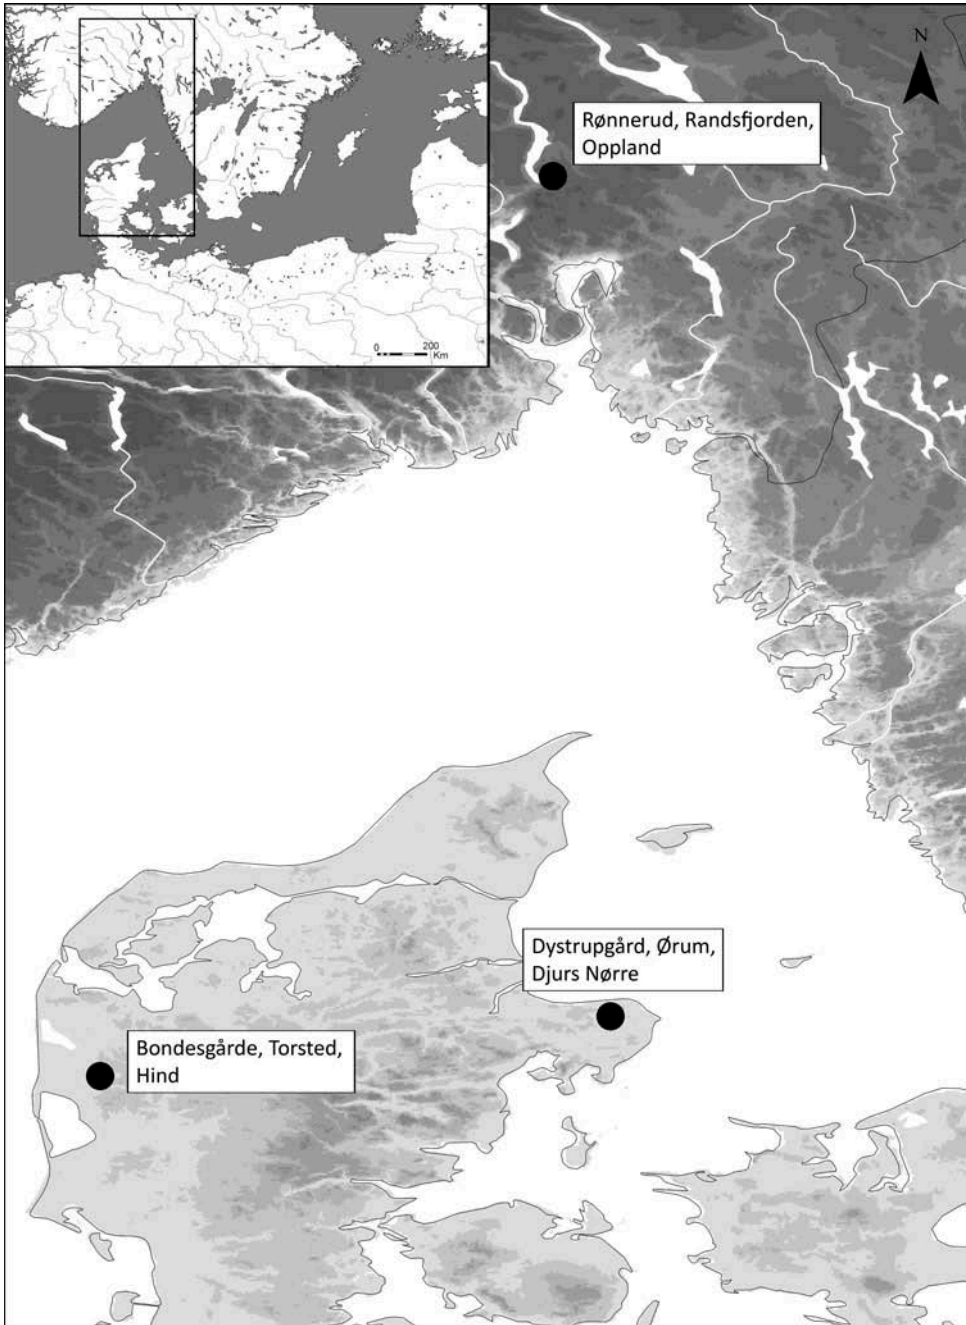 N
Rønnerud, Randsfjorden,
Oppland
0 200
Km
Dystrupgård, Ørum,
Djurs Nørre
Bondesgårde, Torsted,
Hind